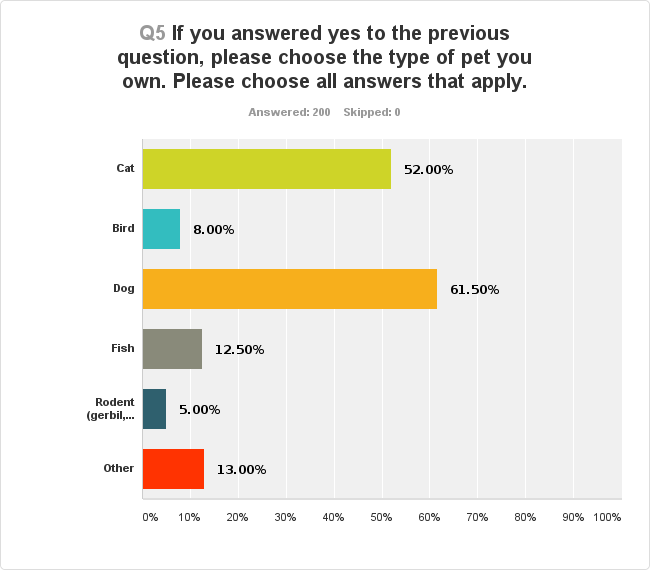 Q5 If you answered yes to the previous
question, please choose the type of pet you
own. Please choose all answers that apply.
Answered: 200 Skipped: 0
Cat 52.00%
Bird 8.00%
Dog 61.50%
Fish 12.50%
Rodent
(gerbil,... 5.00%
Other 13.00%
0% 10% 20% 30% 40% 50% 60% 70% 80% 90% 100%